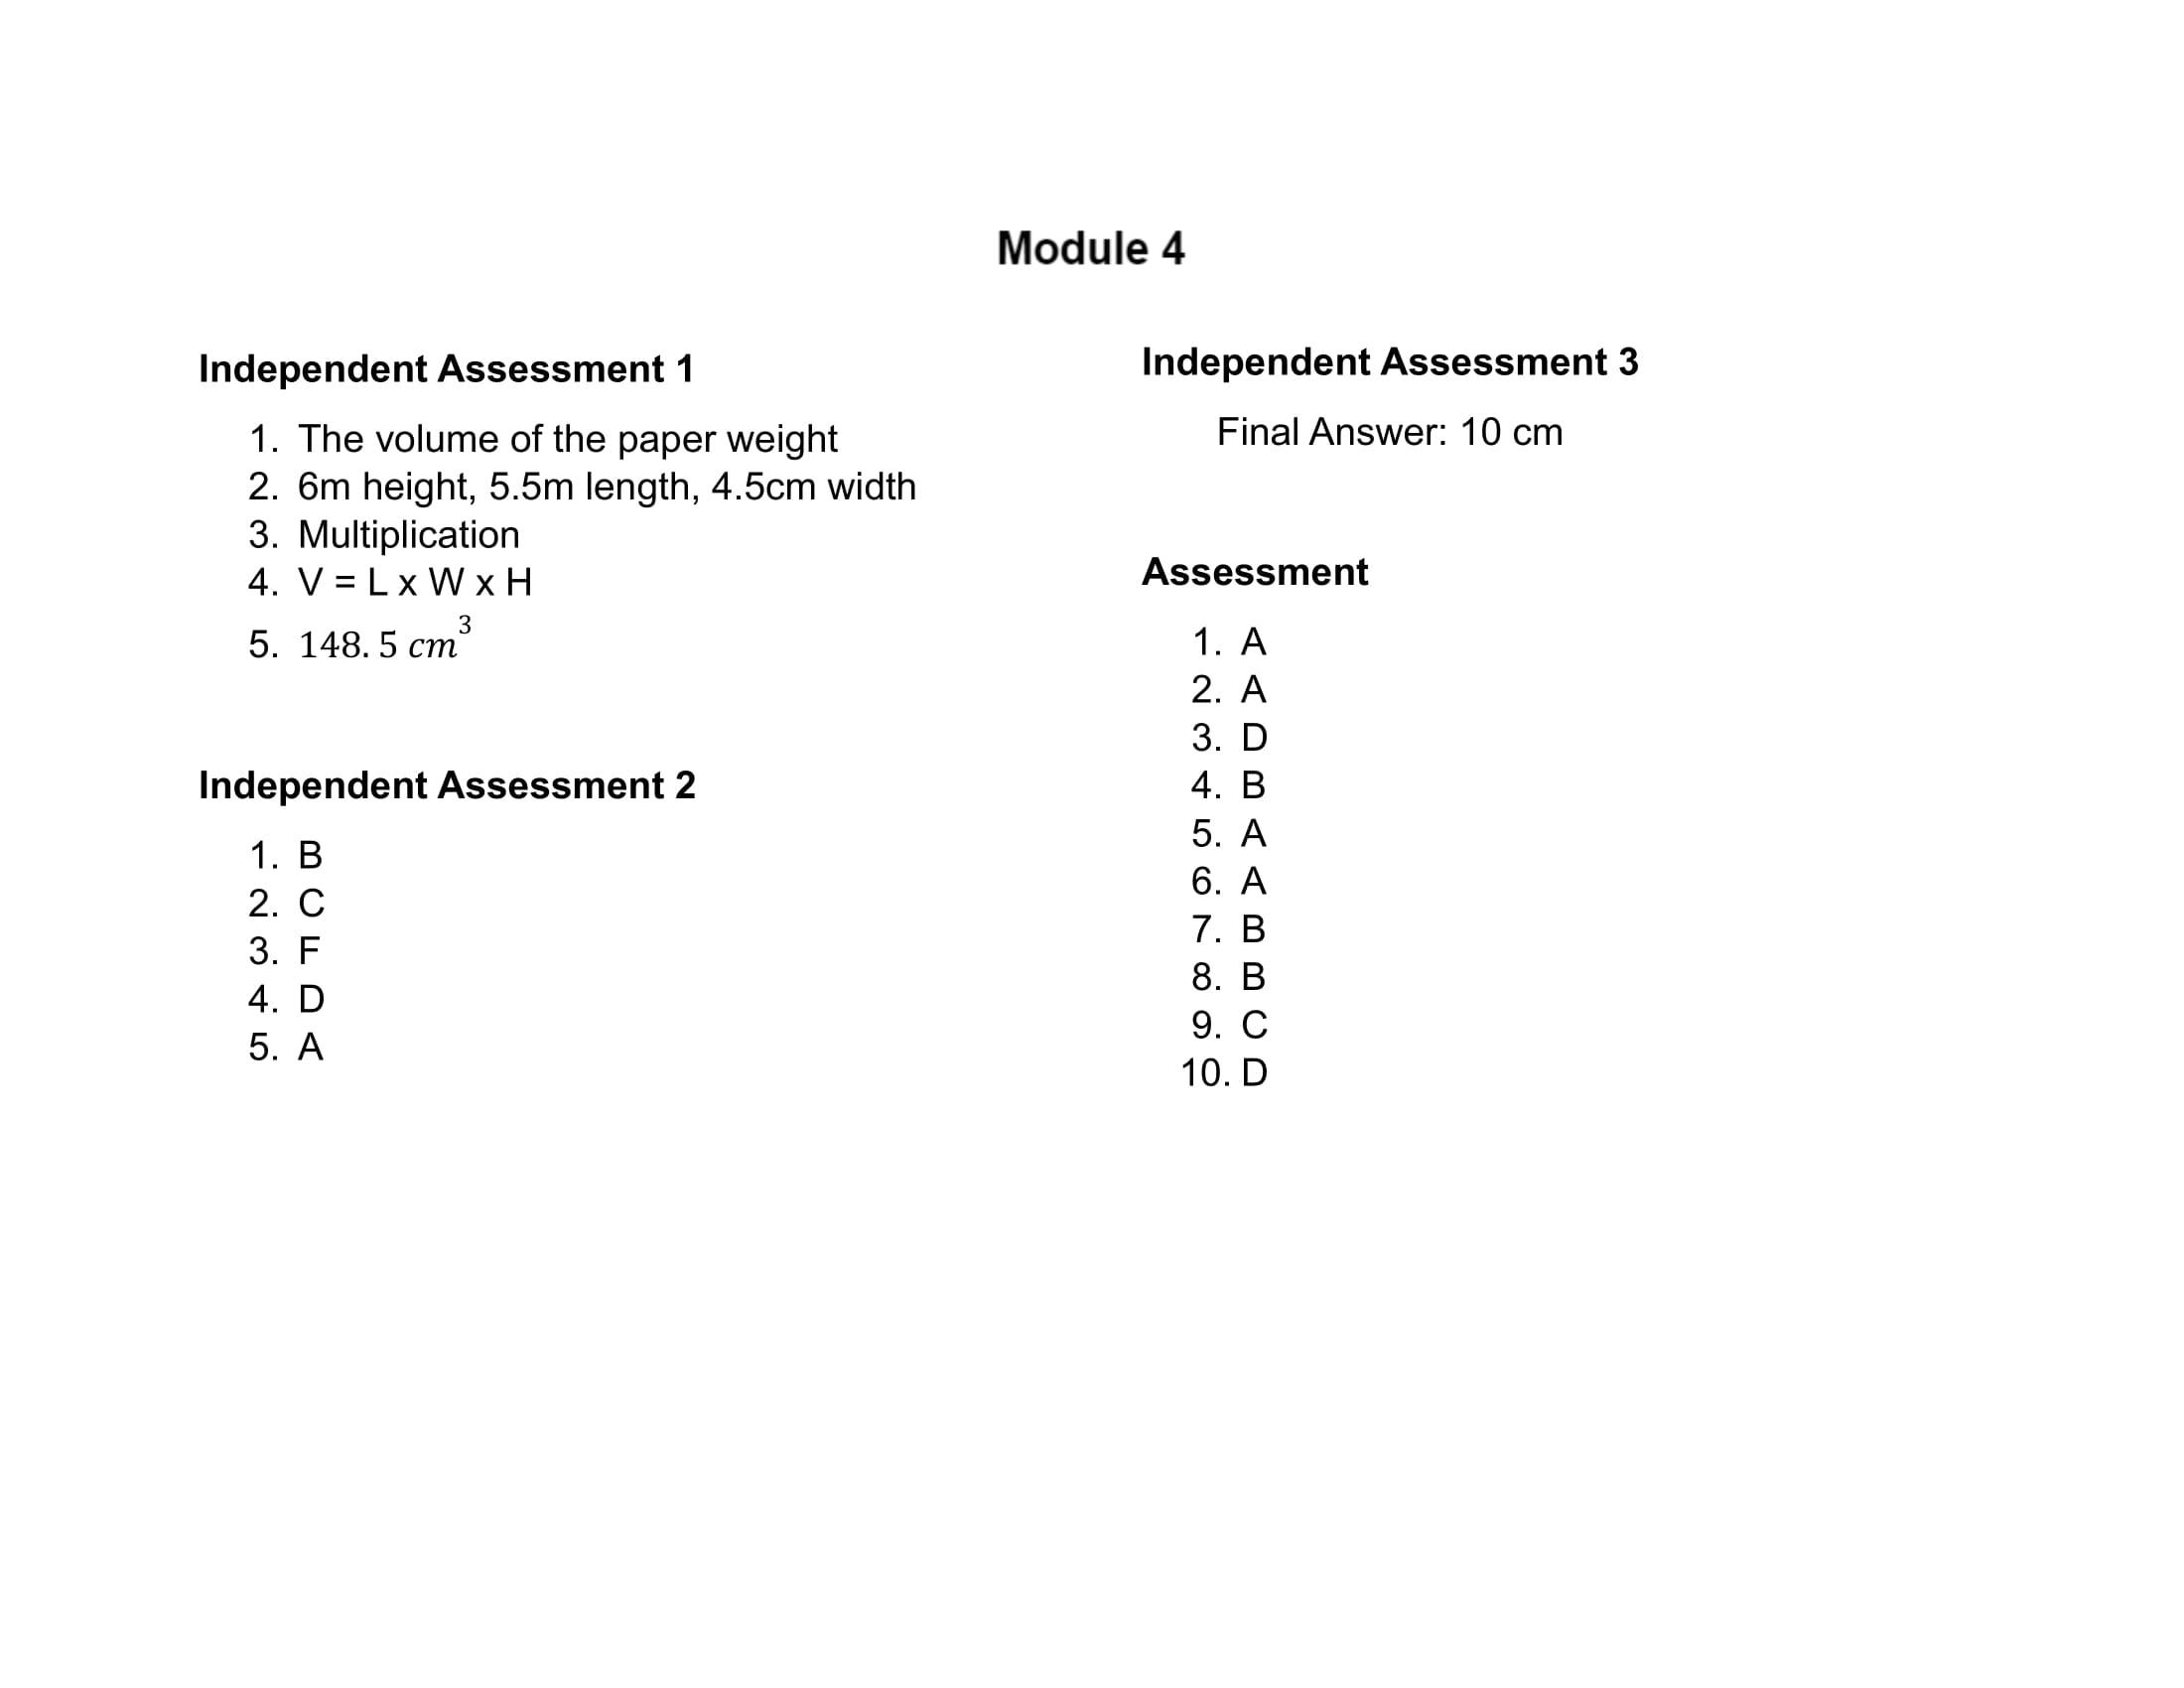 Module 4
Independent Assessment 1
1. The volume of the paper weight
2. 6m height, 5.5m length, 4.5cm width
3. Multiplication
4. V = L x W x H
5. 148. 5 cm³
Independent Assessment 2
1. B
2. C
3. F
4. D
5. A
Independent Assessment 3
Final Answer: 10 cm
Assessment
1. A
2. A
3. D
4. B
5. A
6. A
7. B
8. B
9. C
10. D